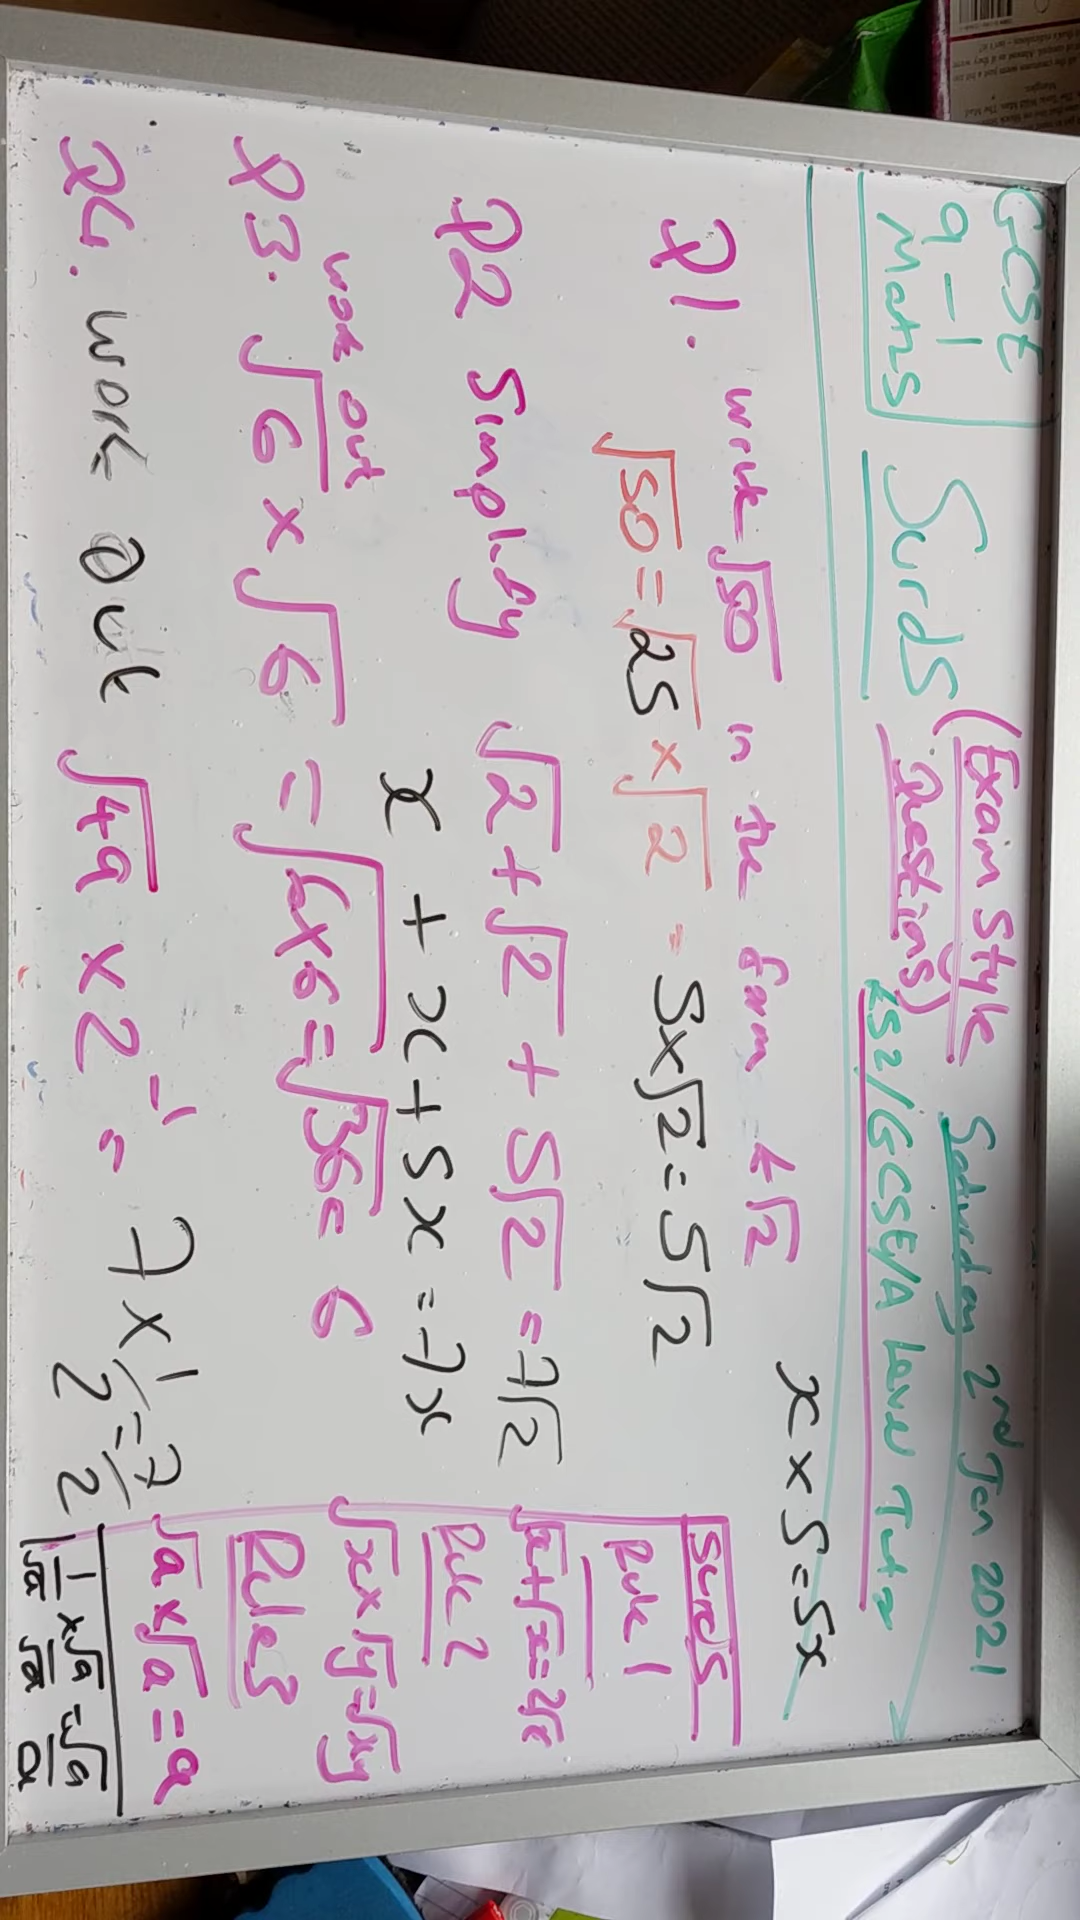 GCSE
9-1
Maths
Surds (Exam Style
Questions)
Saturday 2nd Jan 2021
KS2/GCSE/A Level Tutor
x × 5 = 5x
Q1. Write √50 in the form = k√2
√50 = √25 × √2 = 5×√2 = 5√2
Q2 Simplify √2 + √2 + 5√2 = 7√2
x + x + 5x = 7x
Work out
Q3. √6 × √6 = √6×6 = √36 = 6
Q4. Work Out √49 × 2⁻¹ = 7 × 1/2 = 7/2
Surds
Rule 1
√x+√x=2√x
Rule 2
√x×√y=√xy
Rule3
√a×√a=a
1/√a × √a/√a = √a/a